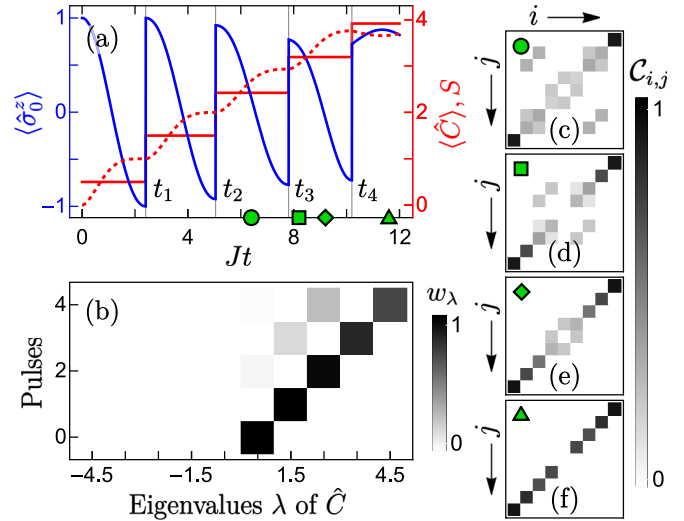 (a)
⟨σ̂₀ᶻ⟩
1
0
−1
4
2
0
⟨Ĉ⟩, S
t₁ t₂ t₃ t₄
0 4 8 12
Jt
(b)
Pulses
4
2
0
w_λ
1
0
−4.5 −1.5 1.5 4.5
Eigenvalues λ of Ĉ
i
j
(c)
j
(d)
j
(e)
j
(f)
𝒞ᵢ,ⱼ
1
0